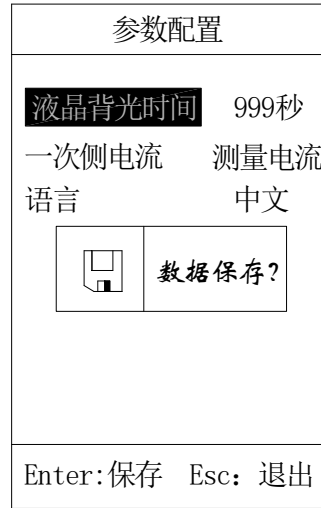 参数配置
液晶背光时间 999秒
一次侧电流 测量电流
语言 中文
数据保存?
Enter:保存 Esc: 退出